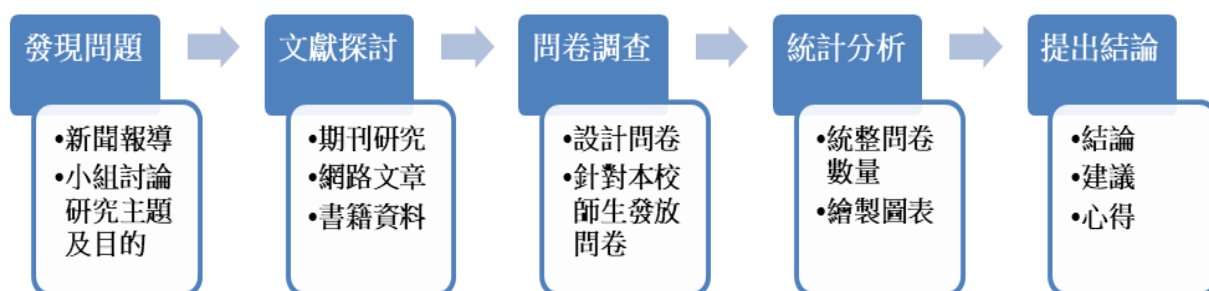 發現問題
•新聞報導
•小組討論
研究主題
及目的
文獻探討
•期刊研究
•網路文章
•書籍資料
問卷調查
•設計問卷
•針對本校
師生發放
問卷
統計分析
•統整問卷
數量
•繪製圖表
提出結論
•結論
•建議
•心得